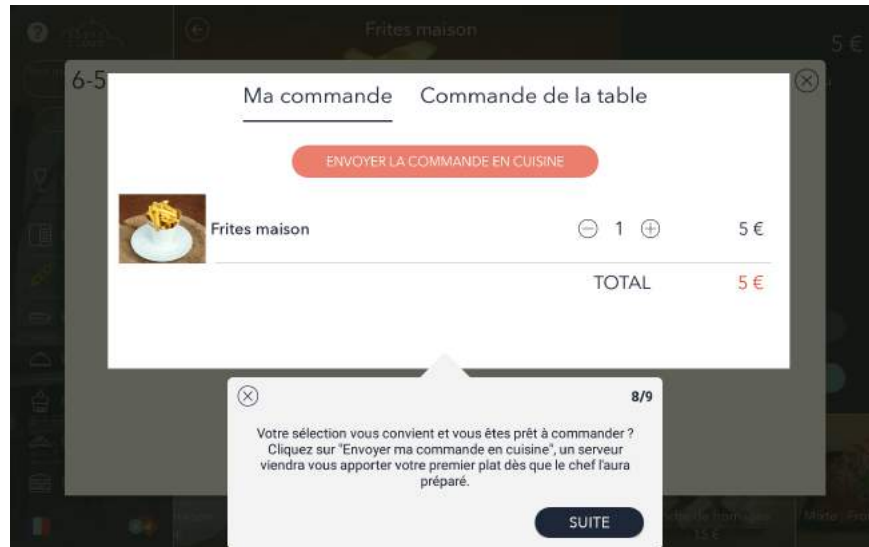 Frites maison
5 €
6-5
Ma commande Commande de la table
ENVOYER LA COMMANDE EN CUISINE
Frites maison 1 5 €
TOTAL 5 €
8/9
Votre sélection vous convient et vous êtes prêt à commander ?
Cliquez sur "Envoyer ma commande en cuisine", un serveur
viendra vous apporter votre premier plat dès que le chef l'aura
préparé.
SUITE
15 €